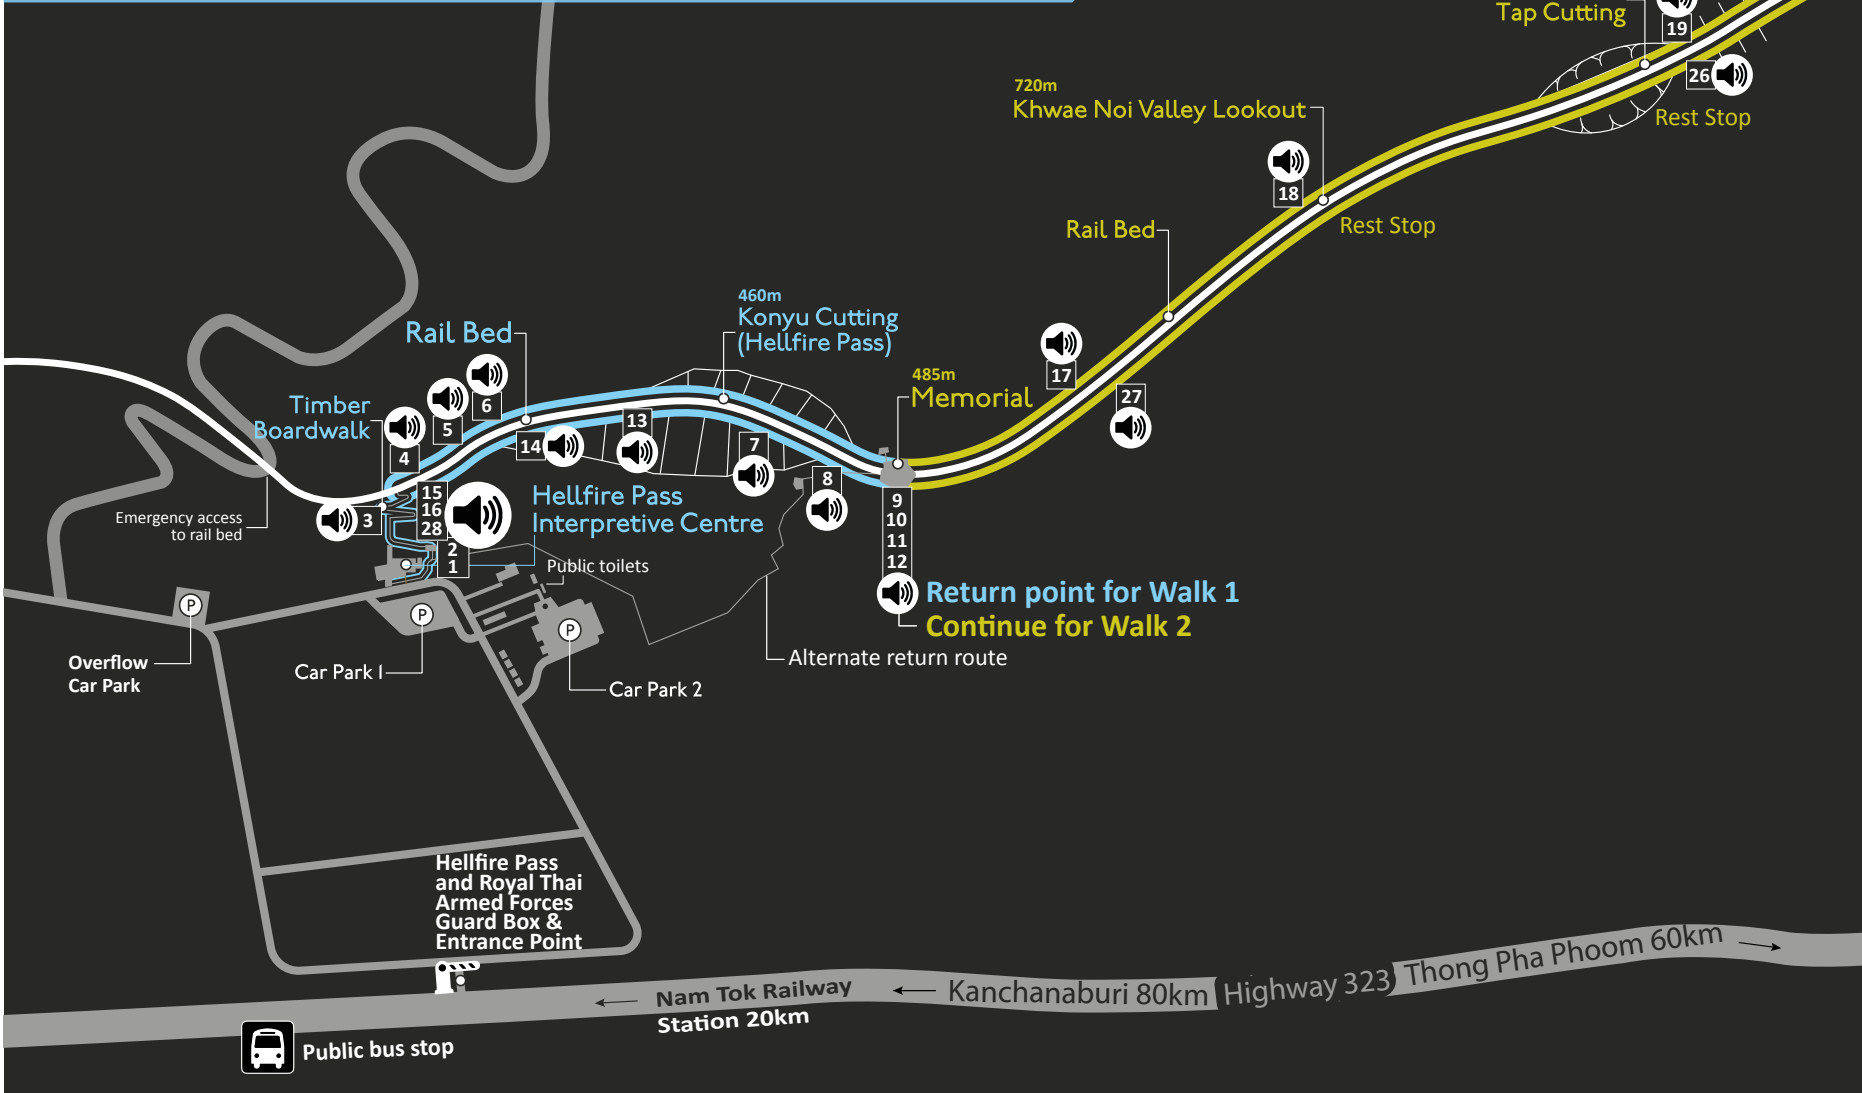 Tap Cutting
19
26
Rest Stop
720m
Khwae Noi Valley Lookout
18
Rest Stop
Rail Bed
17
27
460m
Konyu Cutting
(Hellfire Pass)
Rail Bed
485m
Memorial
Timber
Boardwalk
6
5
4
13
14
7
8
3
15
16
28
2
1
Hellfire Pass
Interpretive Centre
9
10
11
12
Emergency access
to rail bed
Public toilets
Return point for Walk 1
Continue for Walk 2
P
P
P
Overflow
Car Park
Car Park 1
Car Park 2
Alternate return route
Hellfire Pass
and Royal Thai
Armed Forces
Guard Box &
Entrance Point
Thong Pha Phoom 60km
Highway 323
Kanchanaburi 80km
Nam Tok Railway
Station 20km
Public bus stop